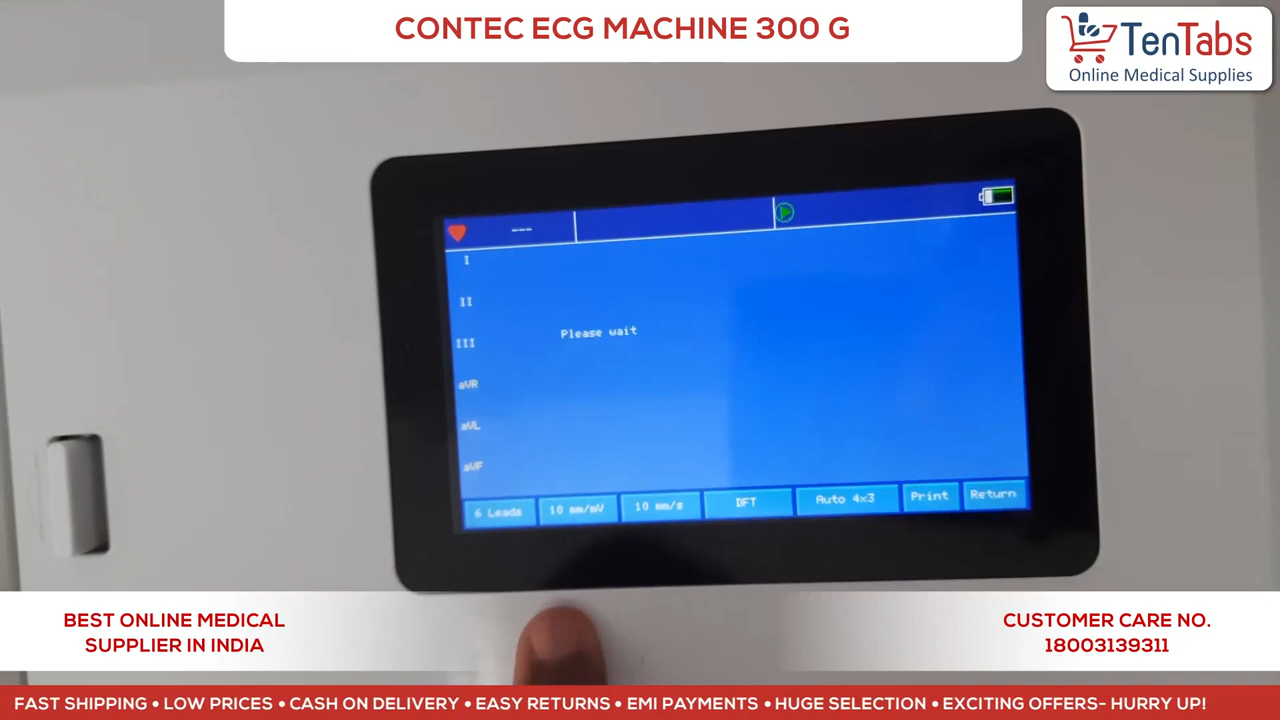 CONTEC ECG MACHINE 300 G
TenTabs
Online Medical Supplies
---
I
II
Please wait
III
aVR
aVL
aVF
6 Leads
10 mm/mV
10 mm/s
DFT
Auto 4x3
Print
Return
BEST ONLINE MEDICAL
SUPPLIER IN INDIA
CUSTOMER CARE NO.
18003139311
FAST SHIPPING • LOW PRICES • CASH ON DELIVERY • EASY RETURNS • EMI PAYMENTS • HUGE SELECTION • EXCITING OFFERS- HURRY UP!